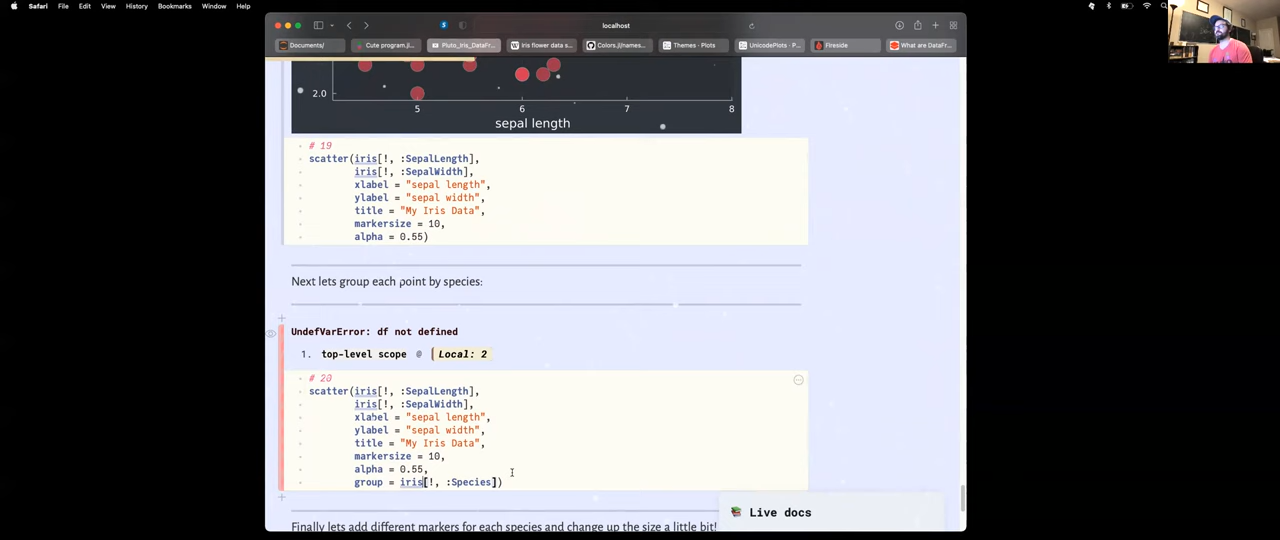 Safari File Edit View History Bookmarks Window Help
localhost
Documents/ Cute program.jl... Pluto_Iris_DataFr... Iris flower data s... Colors.jl/names... Themes · Plots UnicodePlots · P... Fireside What are DataFr...
2.0
5 6 7 8
sepal length
# 19
scatter(iris[!, :SepalLength],
iris[!, :SepalWidth],
xlabel = "sepal length",
ylabel = "sepal width",
title = "My Iris Data",
markersize = 10,
alpha = 0.55)
Next lets group each point by species:
UndefVarError: df not defined
1. top-level scope @ Local: 2
# 20
scatter(iris[!, :SepalLength],
iris[!, :SepalWidth],
xlabel = "sepal length",
ylabel = "sepal width",
title = "My Iris Data",
markersize = 10,
alpha = 0.55,
group = iris[!, :Species])
Live docs
Finally lets add different markers for each species and change up the size a little bit!